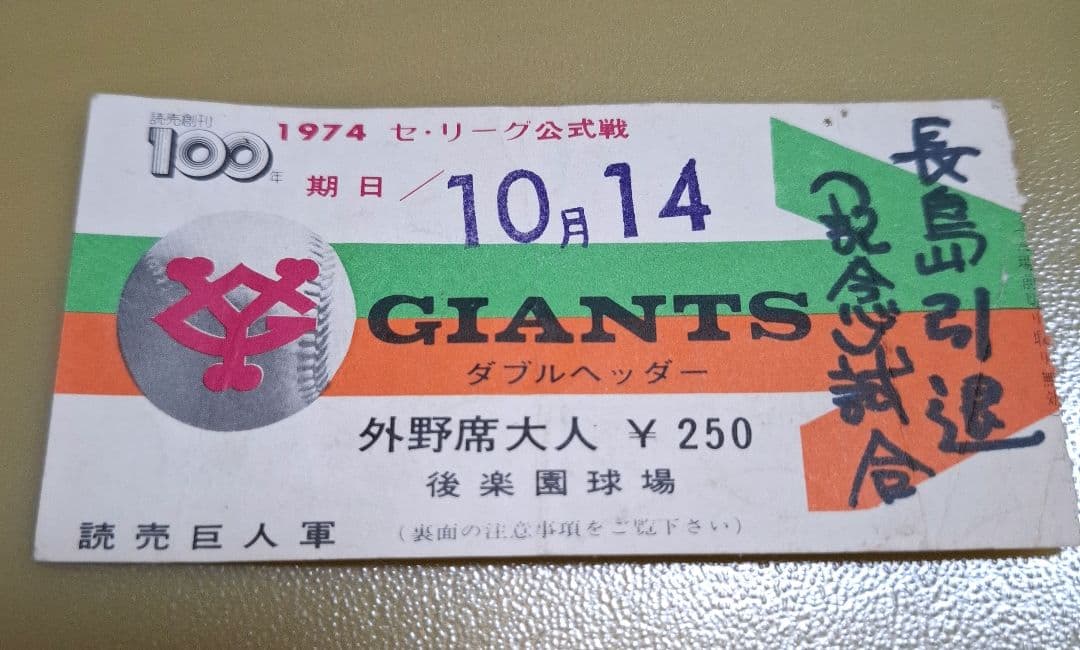 読売創刊
100年
1974 セ・リーグ公式戦
期日／10月14
GIANTS
ダブルヘッダー
外野席大人 ¥250
後楽園球場
読売巨人軍
(裏面の注意事項をご覧下さい)
長島引退
記念試合